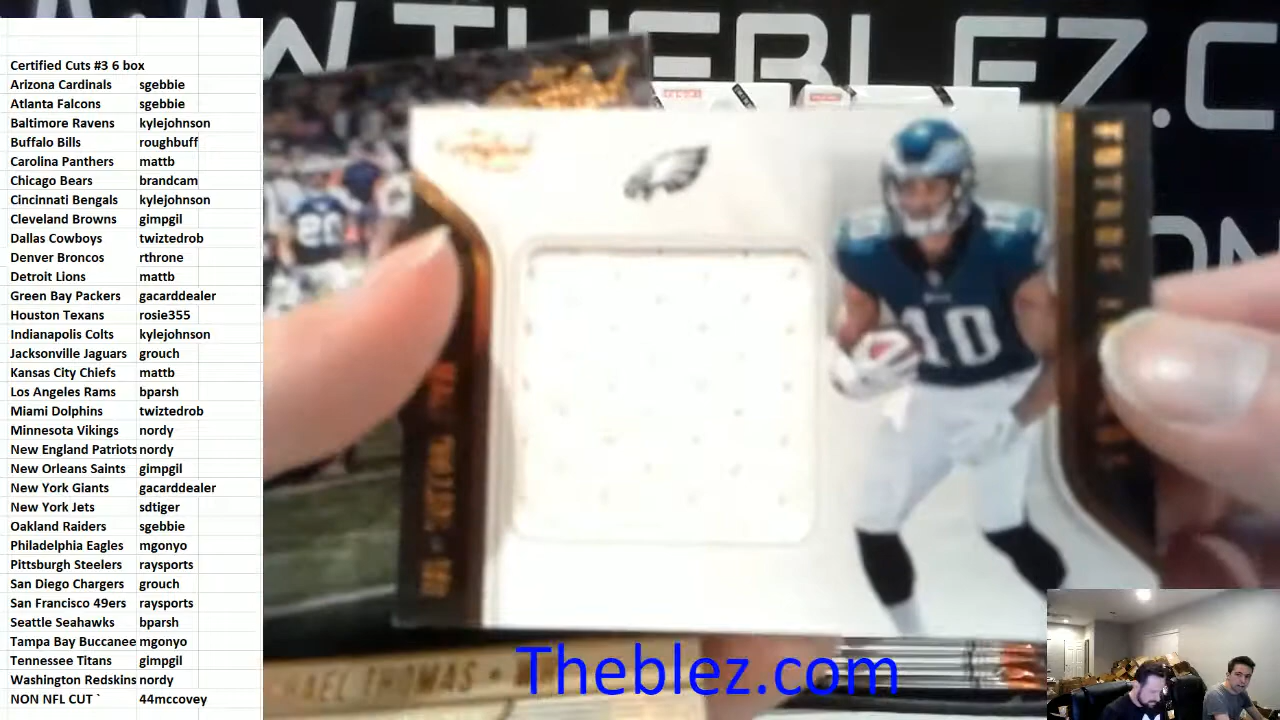 Certified Cuts #3 6 box
Arizona Cardinals sgebbie
Atlanta Falcons sgebbie
Baltimore Ravens kylejohnson
Buffalo Bills roughbuff
Carolina Panthers mattb
Chicago Bears brandcam
Cincinnati Bengals kylejohnson
Cleveland Browns gimpgil
Dallas Cowboys twiztedrob
Denver Broncos rthrone
Detroit Lions mattb
Green Bay Packers gacarddealer
Houston Texans rosie355
Indianapolis Colts kylejohnson
Jacksonville Jaguars grouch
Kansas City Chiefs mattb
Los Angeles Rams bparsh
Miami Dolphins twiztedrob
Minnesota Vikings nordy
New England Patriots nordy
New Orleans Saints gimpgil
New York Giants gacarddealer
New York Jets sdtiger
Oakland Raiders sgebbie
Philadelphia Eagles mgonyo
Pittsburgh Steelers raysports
San Diego Chargers grouch
San Francisco 49ers raysports
Seattle Seahawks bparsh
Tampa Bay Buccanee mgonyo
Tennessee Titans gimpgil
Washington Redskins nordy
NON NFL CUT ` 44mccovey
W.THEBLEZ.C
20
10
10
THOMAS
Theblez.com